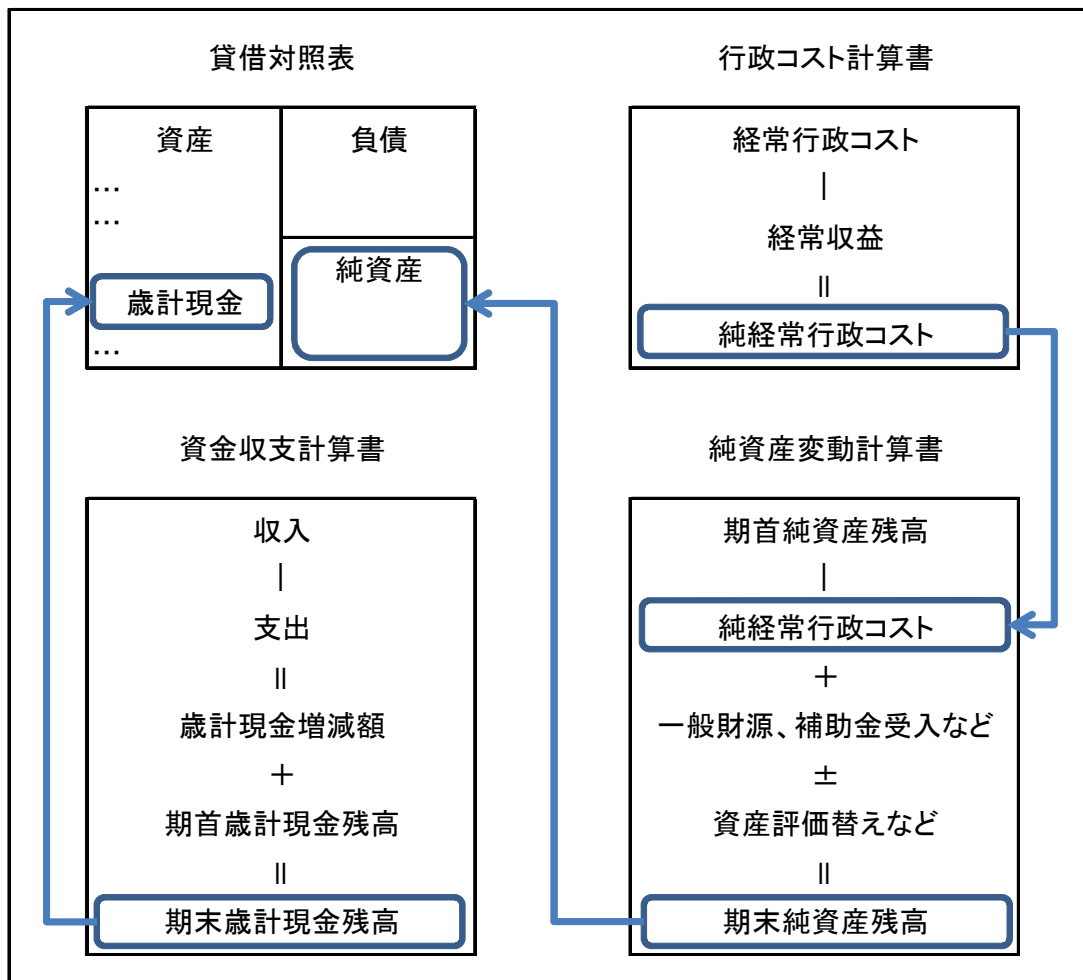 貸借対照表
資産
負債
…
…
純資産
歳計現金
…
行政コスト計算書
経常行政コスト
|
経常収益
||
純経常行政コスト
資金収支計算書
収入
|
支出
||
歳計現金増減額
＋
期首歳計現金残高
||
期末歳計現金残高
純資産変動計算書
期首純資産残高
|
純経常行政コスト
＋
一般財源、補助金受入など
±
資産評価替えなど
||
期末純資産残高